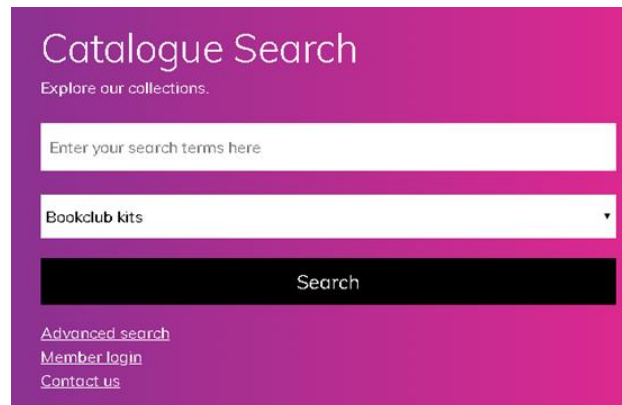 Catalogue Search
Explore our collections.
Enter your search terms here
Bookclub kits
Search
Advanced search
Member login
Contact us